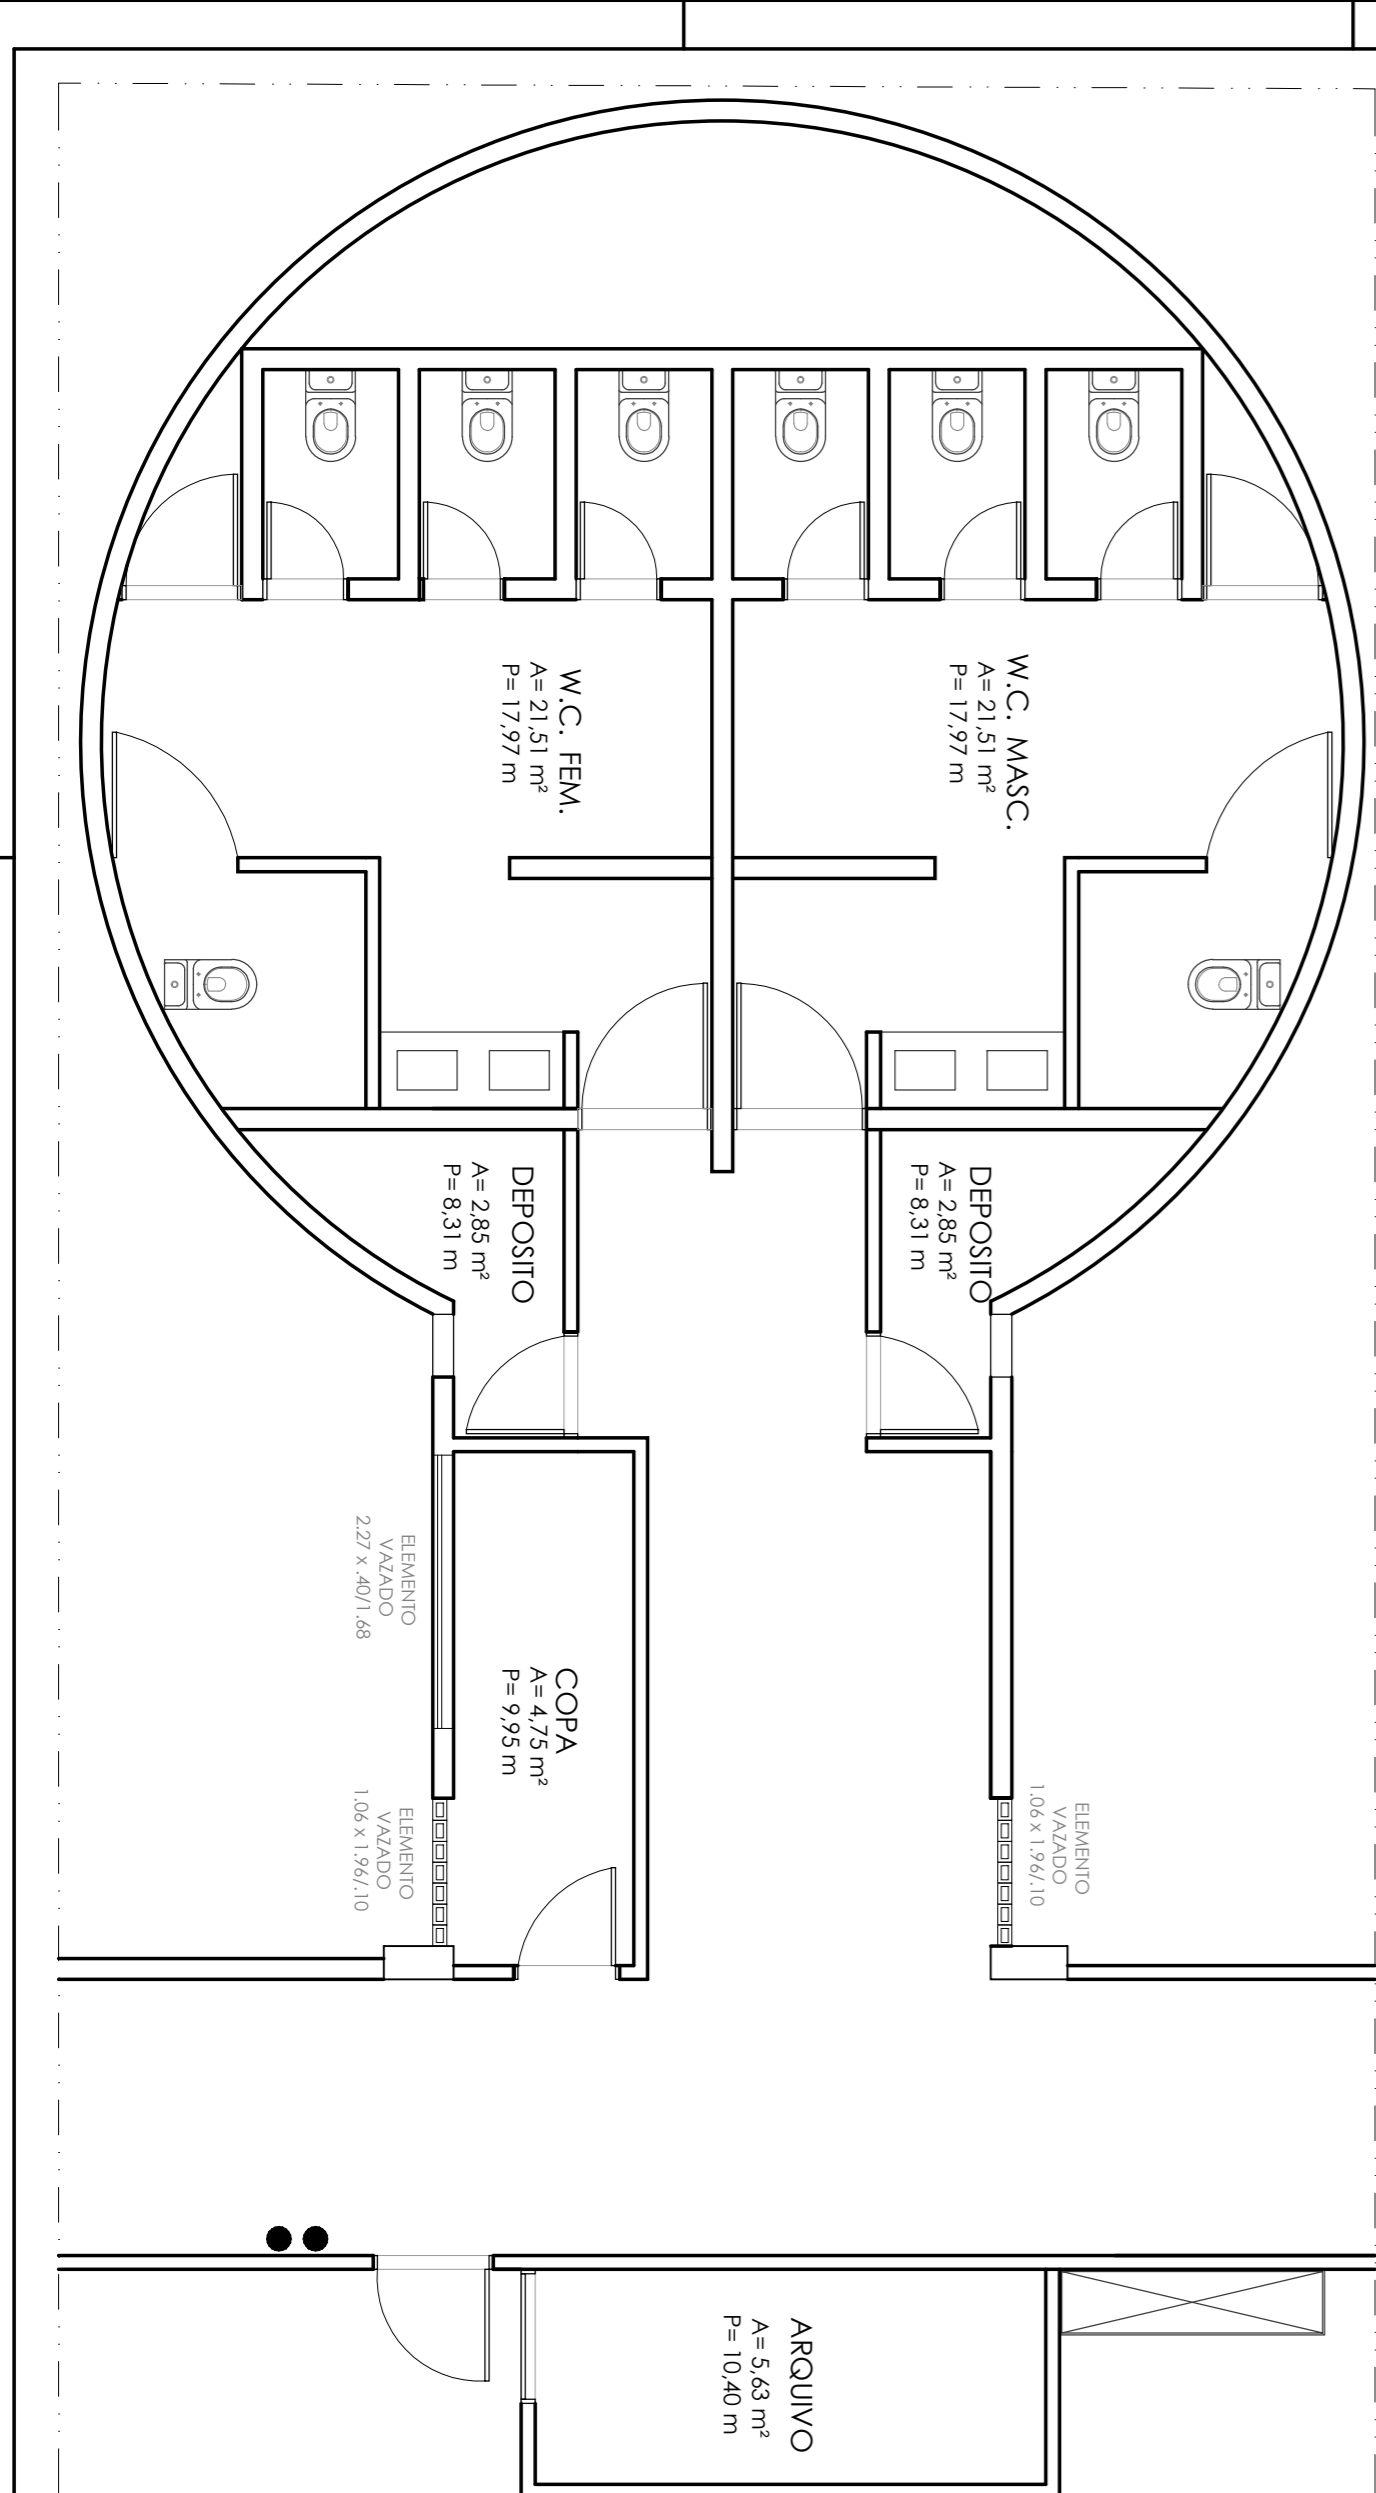 W.C. FEM.
A= 21,51 m²
P= 17,97 m
W.C. MASC.
A= 21,51 m²
P= 17,97 m
DEPOSITO
A= 2,85 m²
P= 8,31 m
DEPOSITO
A= 2,85 m²
P= 8,31 m
ELEMENTO
VAZADO
2.27 x .40/1.68
COPA
A= 4,75 m²
P= 9,95 m
ELEMENTO
VAZADO
1.06 x 1.96/.10
ELEMENTO
VAZADO
1.06 x 1.96/.10
ARQUIVO
A= 5,63 m²
P= 10,40 m